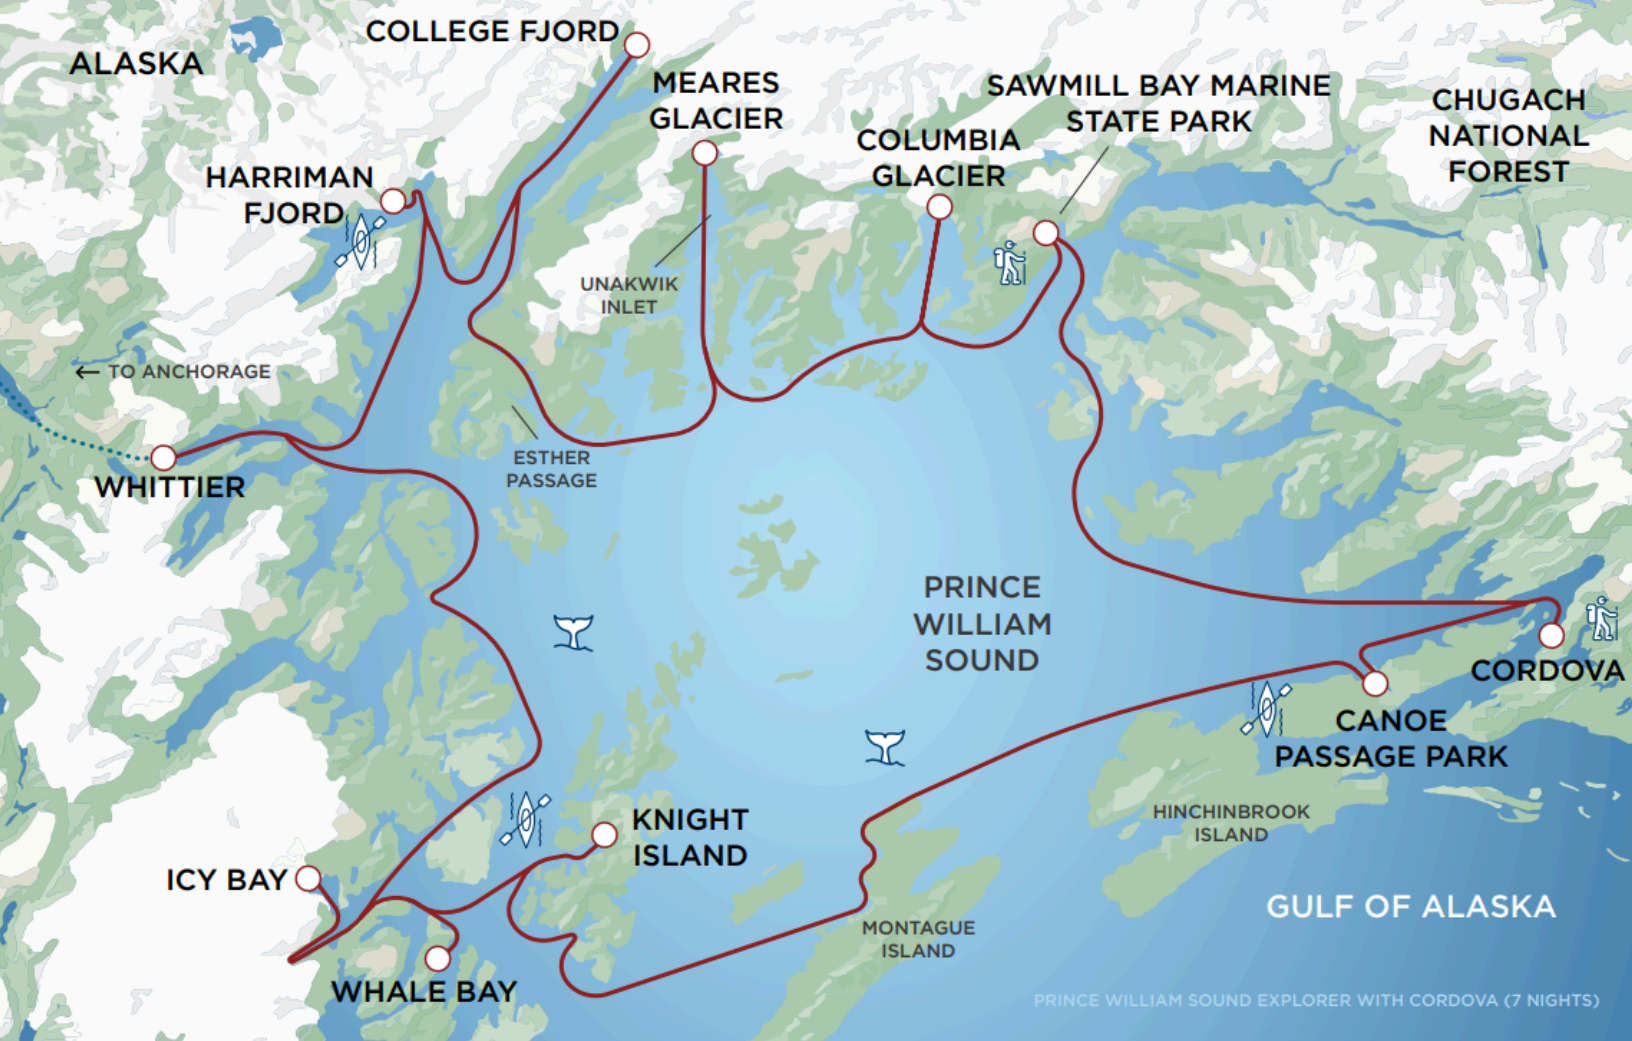 COLLEGE FJORD
ALASKA
MEARES
GLACIER
SAWMILL BAY MARINE
STATE PARK
CHUGACH
NATIONAL
FOREST
COLUMBIA
GLACIER
HARRIMAN
FJORD
UNAKWIK
INLET
← TO ANCHORAGE
WHITTIER
ESTHER
PASSAGE
PRINCE
WILLIAM
SOUND
CORDOVA
CANOE
PASSAGE PARK
HINCHINBROOK
ISLAND
KNIGHT
ISLAND
ICY BAY
GULF OF ALASKA
MONTAGUE
ISLAND
WHALE BAY
PRINCE WILLIAM SOUND EXPLORER WITH CORDOVA (7 NIGHTS)